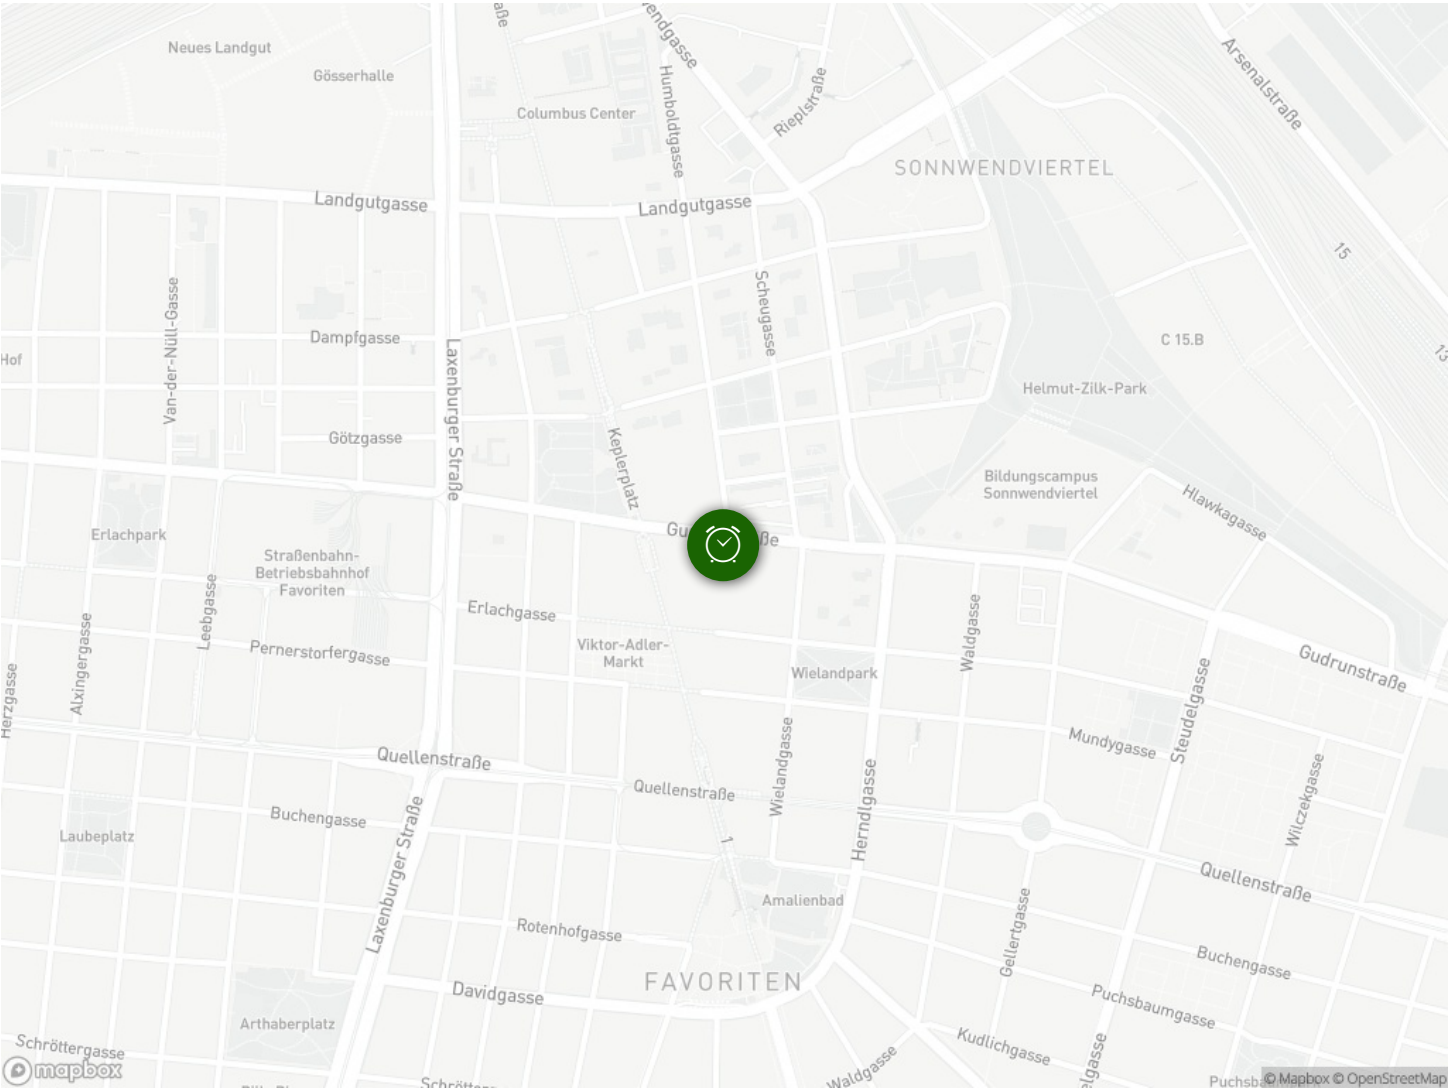 Neues Landgut
Gösserhalle
Columbus Center
Humboldtgasse
Rieplstraße
Arsenalstraße
SONNWENDVIERTEL
Landgutgasse
Landgutgasse
15
Van-der-Nüll-Gasse
Dampfgasse
Scheugasse
C 15.B
Hof
Laxenburger Straße
Helmut-Zilk-Park
Götzgasse
Keplerplatz
Bildungscampus
Sonnwendviertel
Hlawkagasse
Erlachpark
Straßenbahn-
Betriebsbahnhof
Favoriten
Leebgasse
Erlachgasse
Alxingergasse
Pernerstorfergasse
Viktor-Adler-
Markt
Wielandpark
Waldgasse
Gudrunstraße
Herzgasse
Steudelgasse
Mundygasse
Quellenstraße
Quellenstraße
Wielandgasse
Herndlgasse
Wilczekgasse
Buchengasse
Laubeplatz
Laxenburger Straße
1
Quellenstraße
Amalienbad
Rotenhofgasse
Gellertgasse
Buchengasse
FAVORITEN
Davidgasse
Puchsbaumgasse
Arthaberplatz
Schröttergasse
Kudlichgasse
Waldgasse
mapbox
© Mapbox © OpenStreetMap